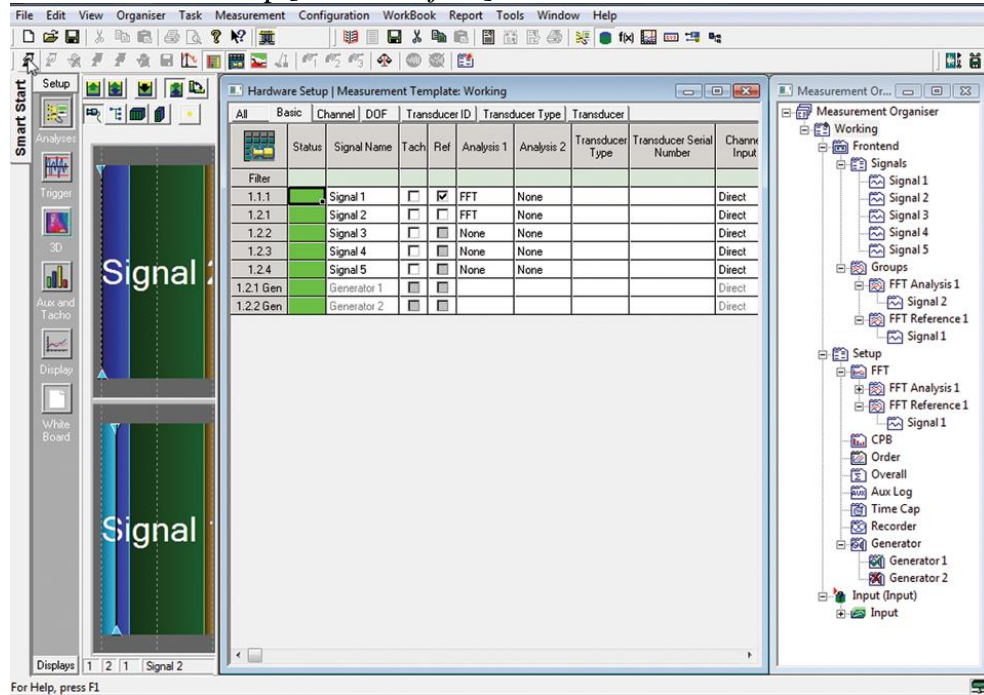 File Edit View Organiser Task Measurement Configuration WorkBook Report Tools Window Help
Smart Start
Setup
Analyses
Trigger
3D
Aux and
Tacho
Display
White
Board
Displays
Signal
Signal
1 2 1 Signal 2
Hardware Setup | Measurement Template: Working
All Basic Channel DOF Transducer ID Transducer Type Transducer
Status Signal Name Tach Ref Analysis 1 Analysis 2 Transducer Type Transducer Serial Number Channe Input
Filter
1.1.1 Signal 1 FFT None Direct
1.2.1 Signal 2 FFT None Direct
1.2.2 Signal 3 None None Direct
1.2.3 Signal 4 None None Direct
1.2.4 Signal 5 None None Direct
1.2.1 Gen Generator 1 Direct
1.2.2 Gen Generator 2 Direct
Measurement Or...
Measurement Organiser
Working
Frontend
Signals
Signal 1
Signal 2
Signal 3
Signal 4
Signal 5
Groups
FFT Analysis 1
Signal 2
FFT Reference 1
Signal 1
Setup
FFT
FFT Analysis 1
FFT Reference 1
Signal 1
CPB
Order
Overall
Aux Log
Time Cap
Recorder
Generator
Generator 1
Generator 2
Input (Input)
Input
For Help, press F1